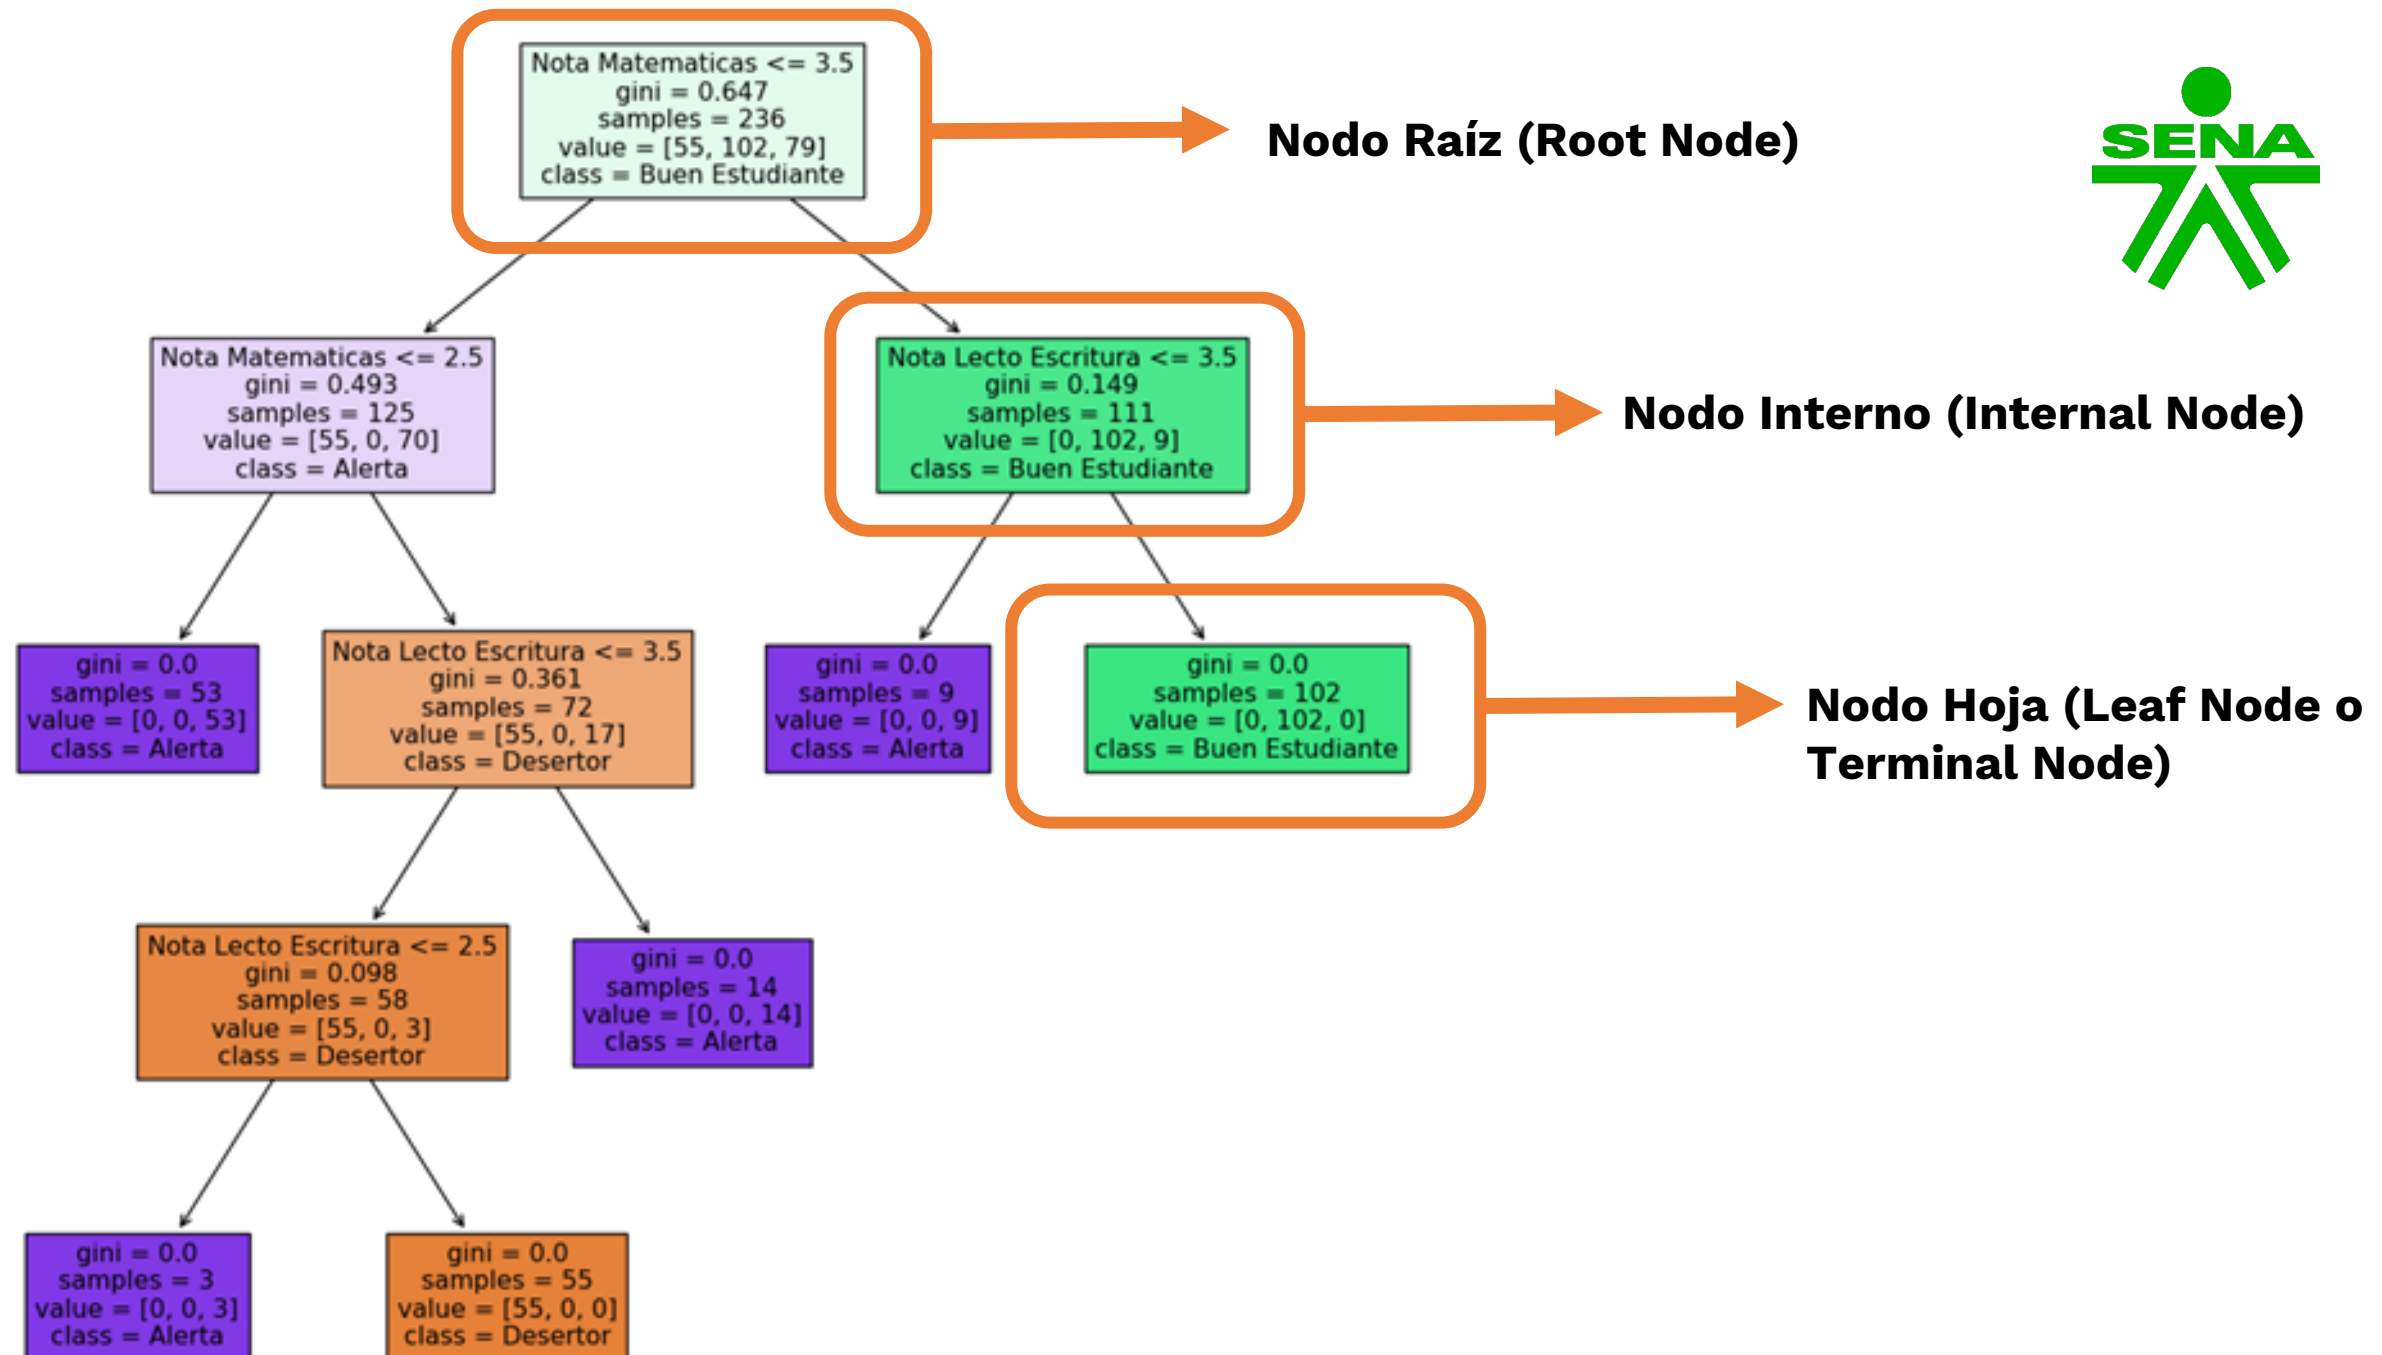 Nota Matematicas <= 3.5
gini = 0.647
samples = 236
value = [55, 102, 79]
class = Buen Estudiante
Nodo Raíz (Root Node)
SENA
Nota Matematicas <= 2.5
gini = 0.493
samples = 125
value = [55, 0, 70]
class = Alerta
Nota Lecto Escritura <= 3.5
gini = 0.149
samples = 111
value = [0, 102, 9]
class = Buen Estudiante
Nodo Interno (Internal Node)
gini = 0.0
samples = 53
value = [0, 0, 53]
class = Alerta
Nota Lecto Escritura <= 3.5
gini = 0.361
samples = 72
value = [55, 0, 17]
class = Desertor
gini = 0.0
samples = 9
value = [0, 0, 9]
class = Alerta
gini = 0.0
samples = 102
value = [0, 102, 0]
class = Buen Estudiante
Nodo Hoja (Leaf Node o
Terminal Node)
Nota Lecto Escritura <= 2.5
gini = 0.098
samples = 58
value = [55, 0, 3]
class = Desertor
gini = 0.0
samples = 14
value = [0, 0, 14]
class = Alerta
gini = 0.0
samples = 3
value = [0, 0, 3]
class = Alerta
gini = 0.0
samples = 55
value = [55, 0, 0]
class = Desertor